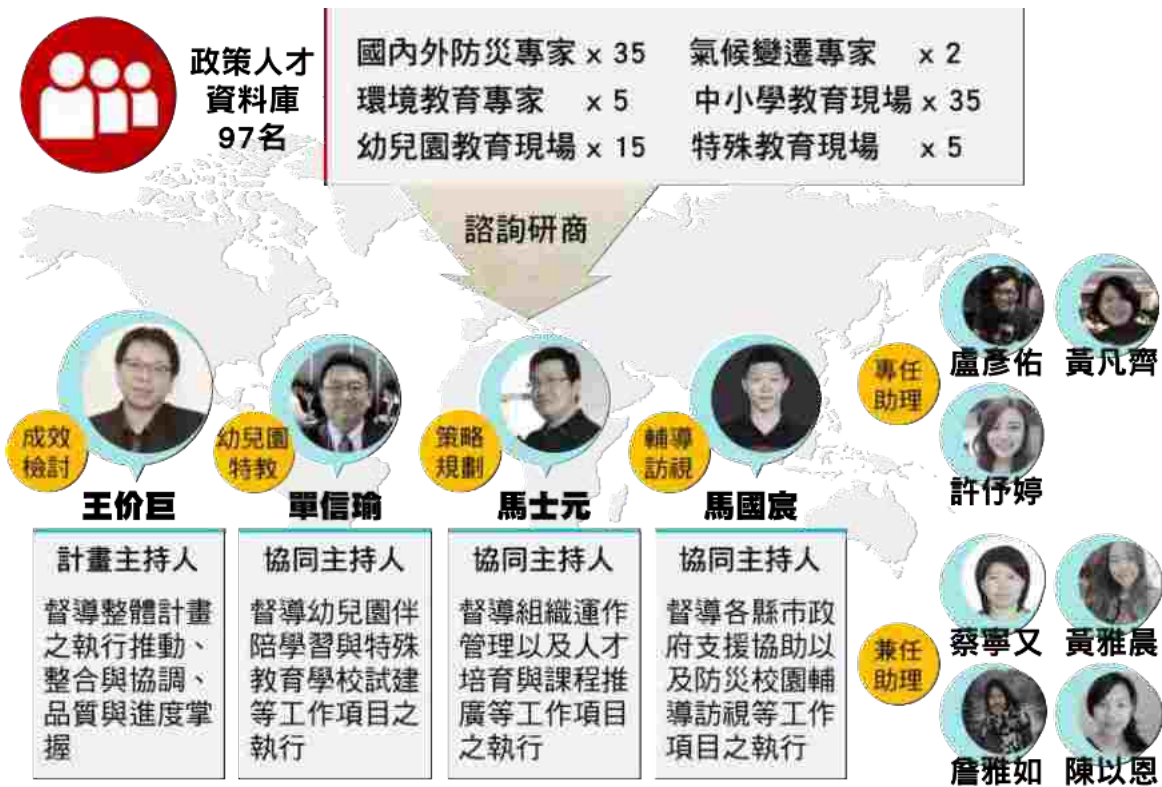 政策人才
資料庫
97名
國內外防災專家 x 35 氣候變遷專家 x 2
環境教育專家 x 5 中小學教育現場 x 35
幼兒園教育現場 x 15 特殊教育現場 x 5
諮詢研商
成效
檢討
王价巨
計畫主持人
督導整體計畫
之執行推動、
整合與協調、
品質與進度掌
握
幼兒園
特教
單信瑜
協同主持人
督導幼兒園伴
陪學習與特殊
教育學校試建
等工作項目之
執行
策略
規劃
馬士元
協同主持人
督導組織運作
管理以及人才
培育與課程推
廣等工作項目
之執行
輔導
訪視
馬國宸
協同主持人
督導各縣市政
府支援協助以
及防災校園輔
導訪視等工作
項目之執行
專任
助理
盧彥佑 黃凡齊
許伃婷
兼任
助理
蔡寧又 黃雅晨
詹雅如 陳以恩